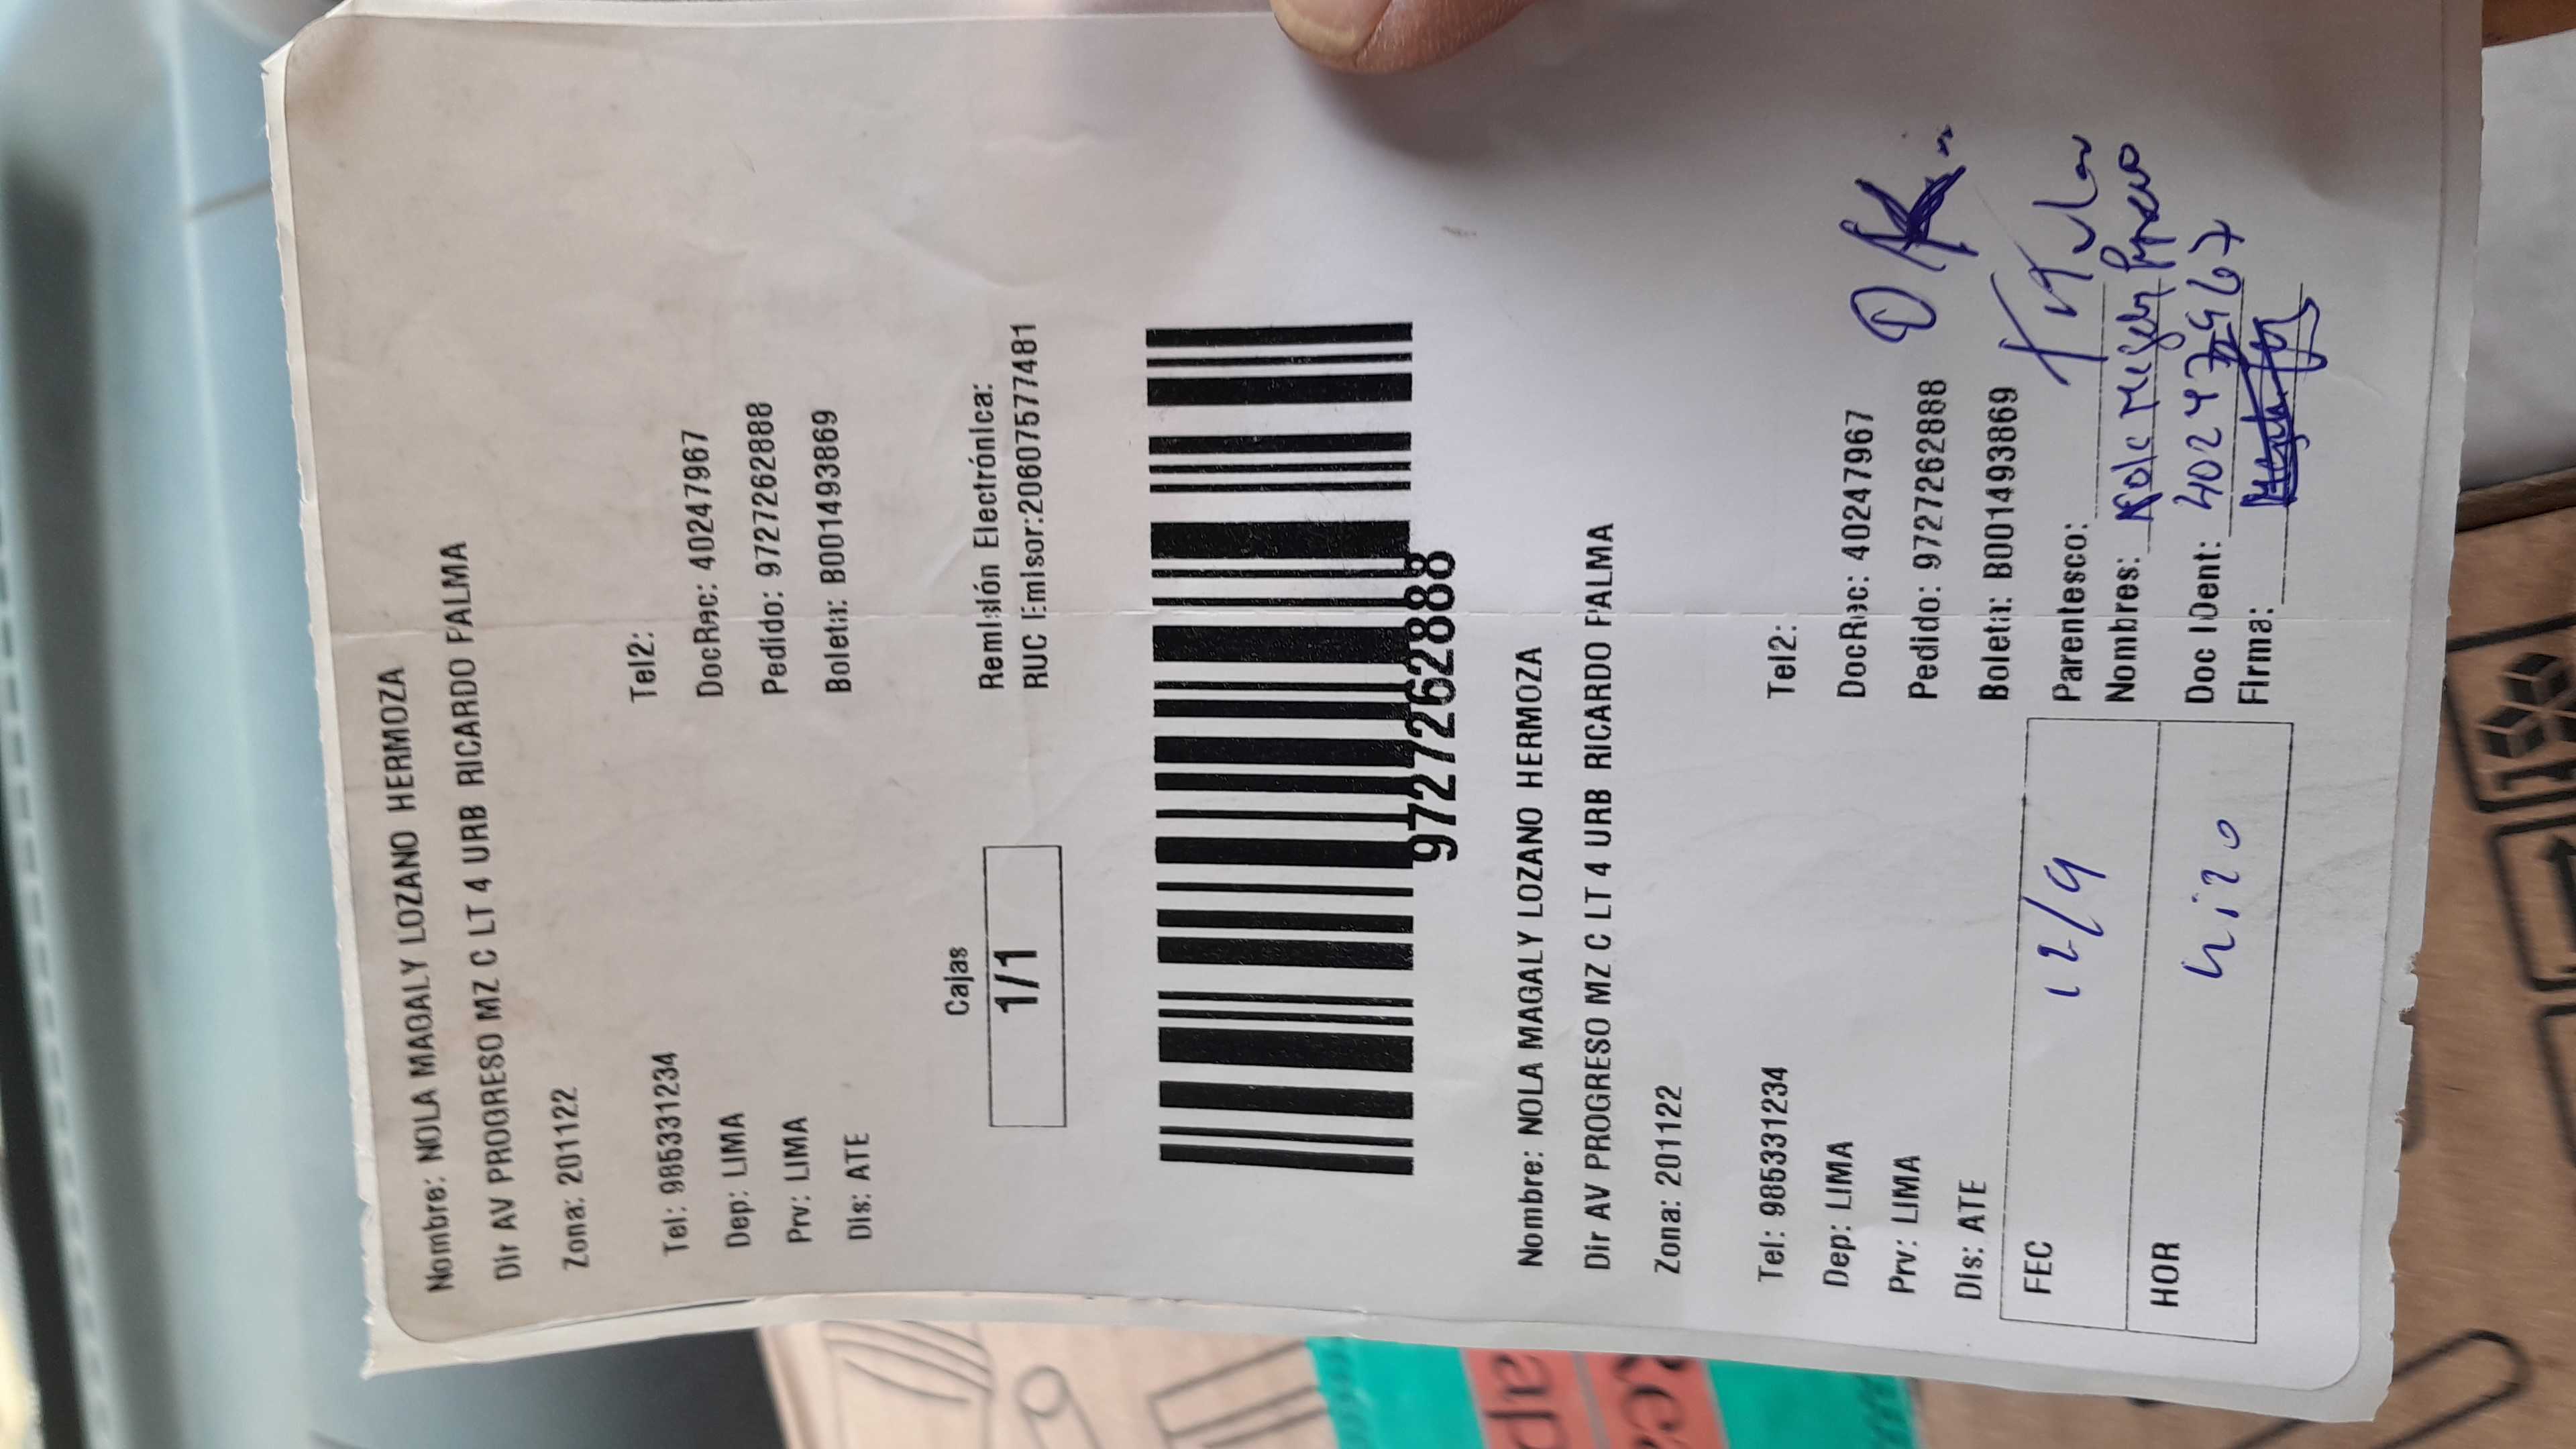 Nombre: NOLA MAGALY LOZANO HERMOZA
Dir AV PROGRESO MZ C LT 4 URB RICARDO PALMA
Zona: 201122
Tel: 985331234 Tel2:
Dep: LIMA DocRec: 40247967
Prv: LIMA Pedido: 9727262888
Dis: ATE Boleta: B001493869
Cajas
1/1
Remisión Electrónica:
RUC Emisor:20607577481
9727262888
Nombre: NOLA MAGALY LOZANO HERMOZA
Dir AV PROGRESO MZ C LT 4 URB RICARDO PALMA
Zona: 201122
Tel: 985331234 Tel2:
Dep: LIMA DocRec: 40247967
Prv: LIMA Pedido: 9727262888
Dis: ATE Boleta: B001493869
OK
FEC 12/9
HOR
Parentesco: Titular
Nombres: Nola
Doc IDent: 40247967
Firma: